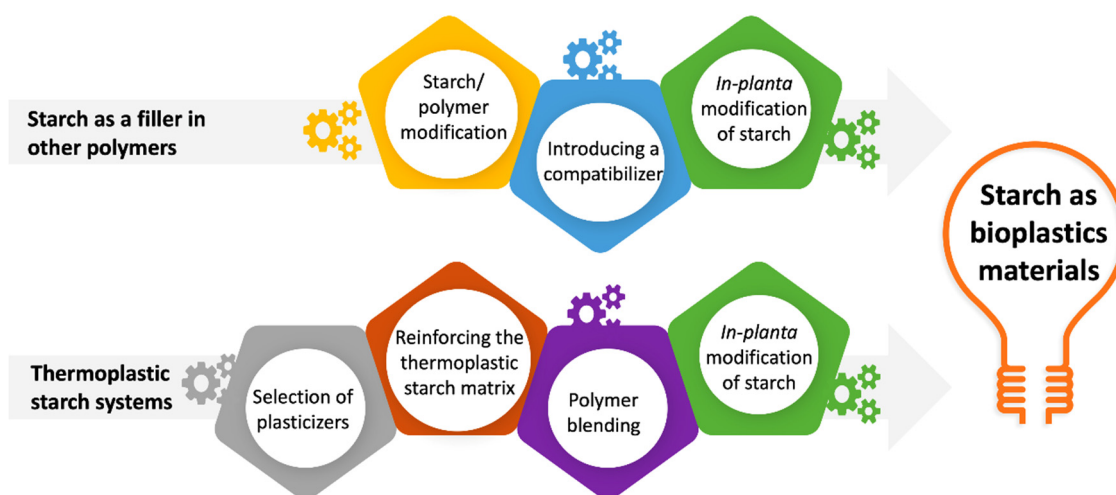 Starch as a filler in
other polymers
Starch/
polymer
modification
Introducing a
compatibilizer
In-planta
modification
of starch
Starch as
bioplastics
materials
Thermoplastic
starch systems
Selection of
plasticizers
Reinforcing the
thermoplastic
starch matrix
Polymer
blending
In-planta
modification
of starch